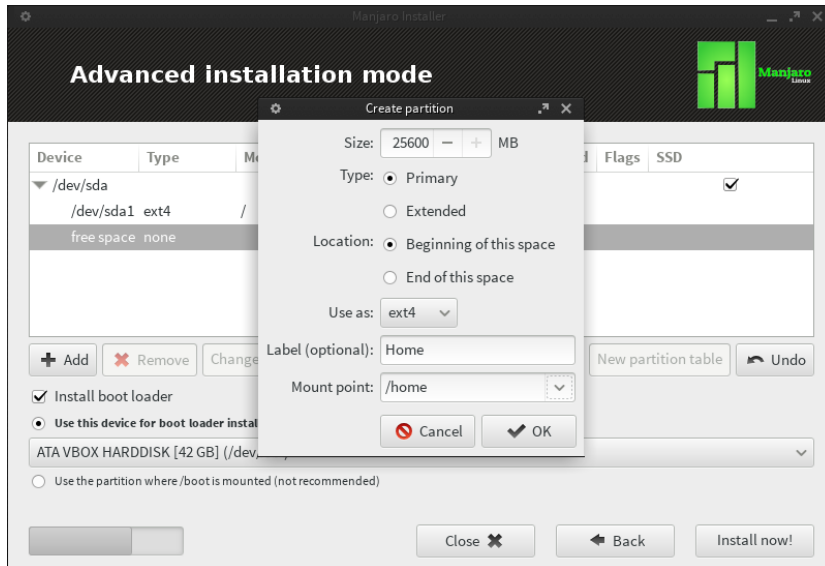 Manjaro Installer
Advanced installation mode
Manjaro
Linux
Create partition
Size: 25600 MB
Type: Primary
Extended
Location: Beginning of this space
End of this space
Use as: ext4
Label (optional): Home
Mount point: /home
Cancel OK
Device Type Flags SSD
/dev/sda
/dev/sda1 ext4 /
free space none
Add Remove Change New partition table Undo
Install boot loader
Use this device for boot loader instal
ATA VBOX HARDDISK [42 GB] (/dev/
Use the partition where /boot is mounted (not recommended)
Close Back Install now!